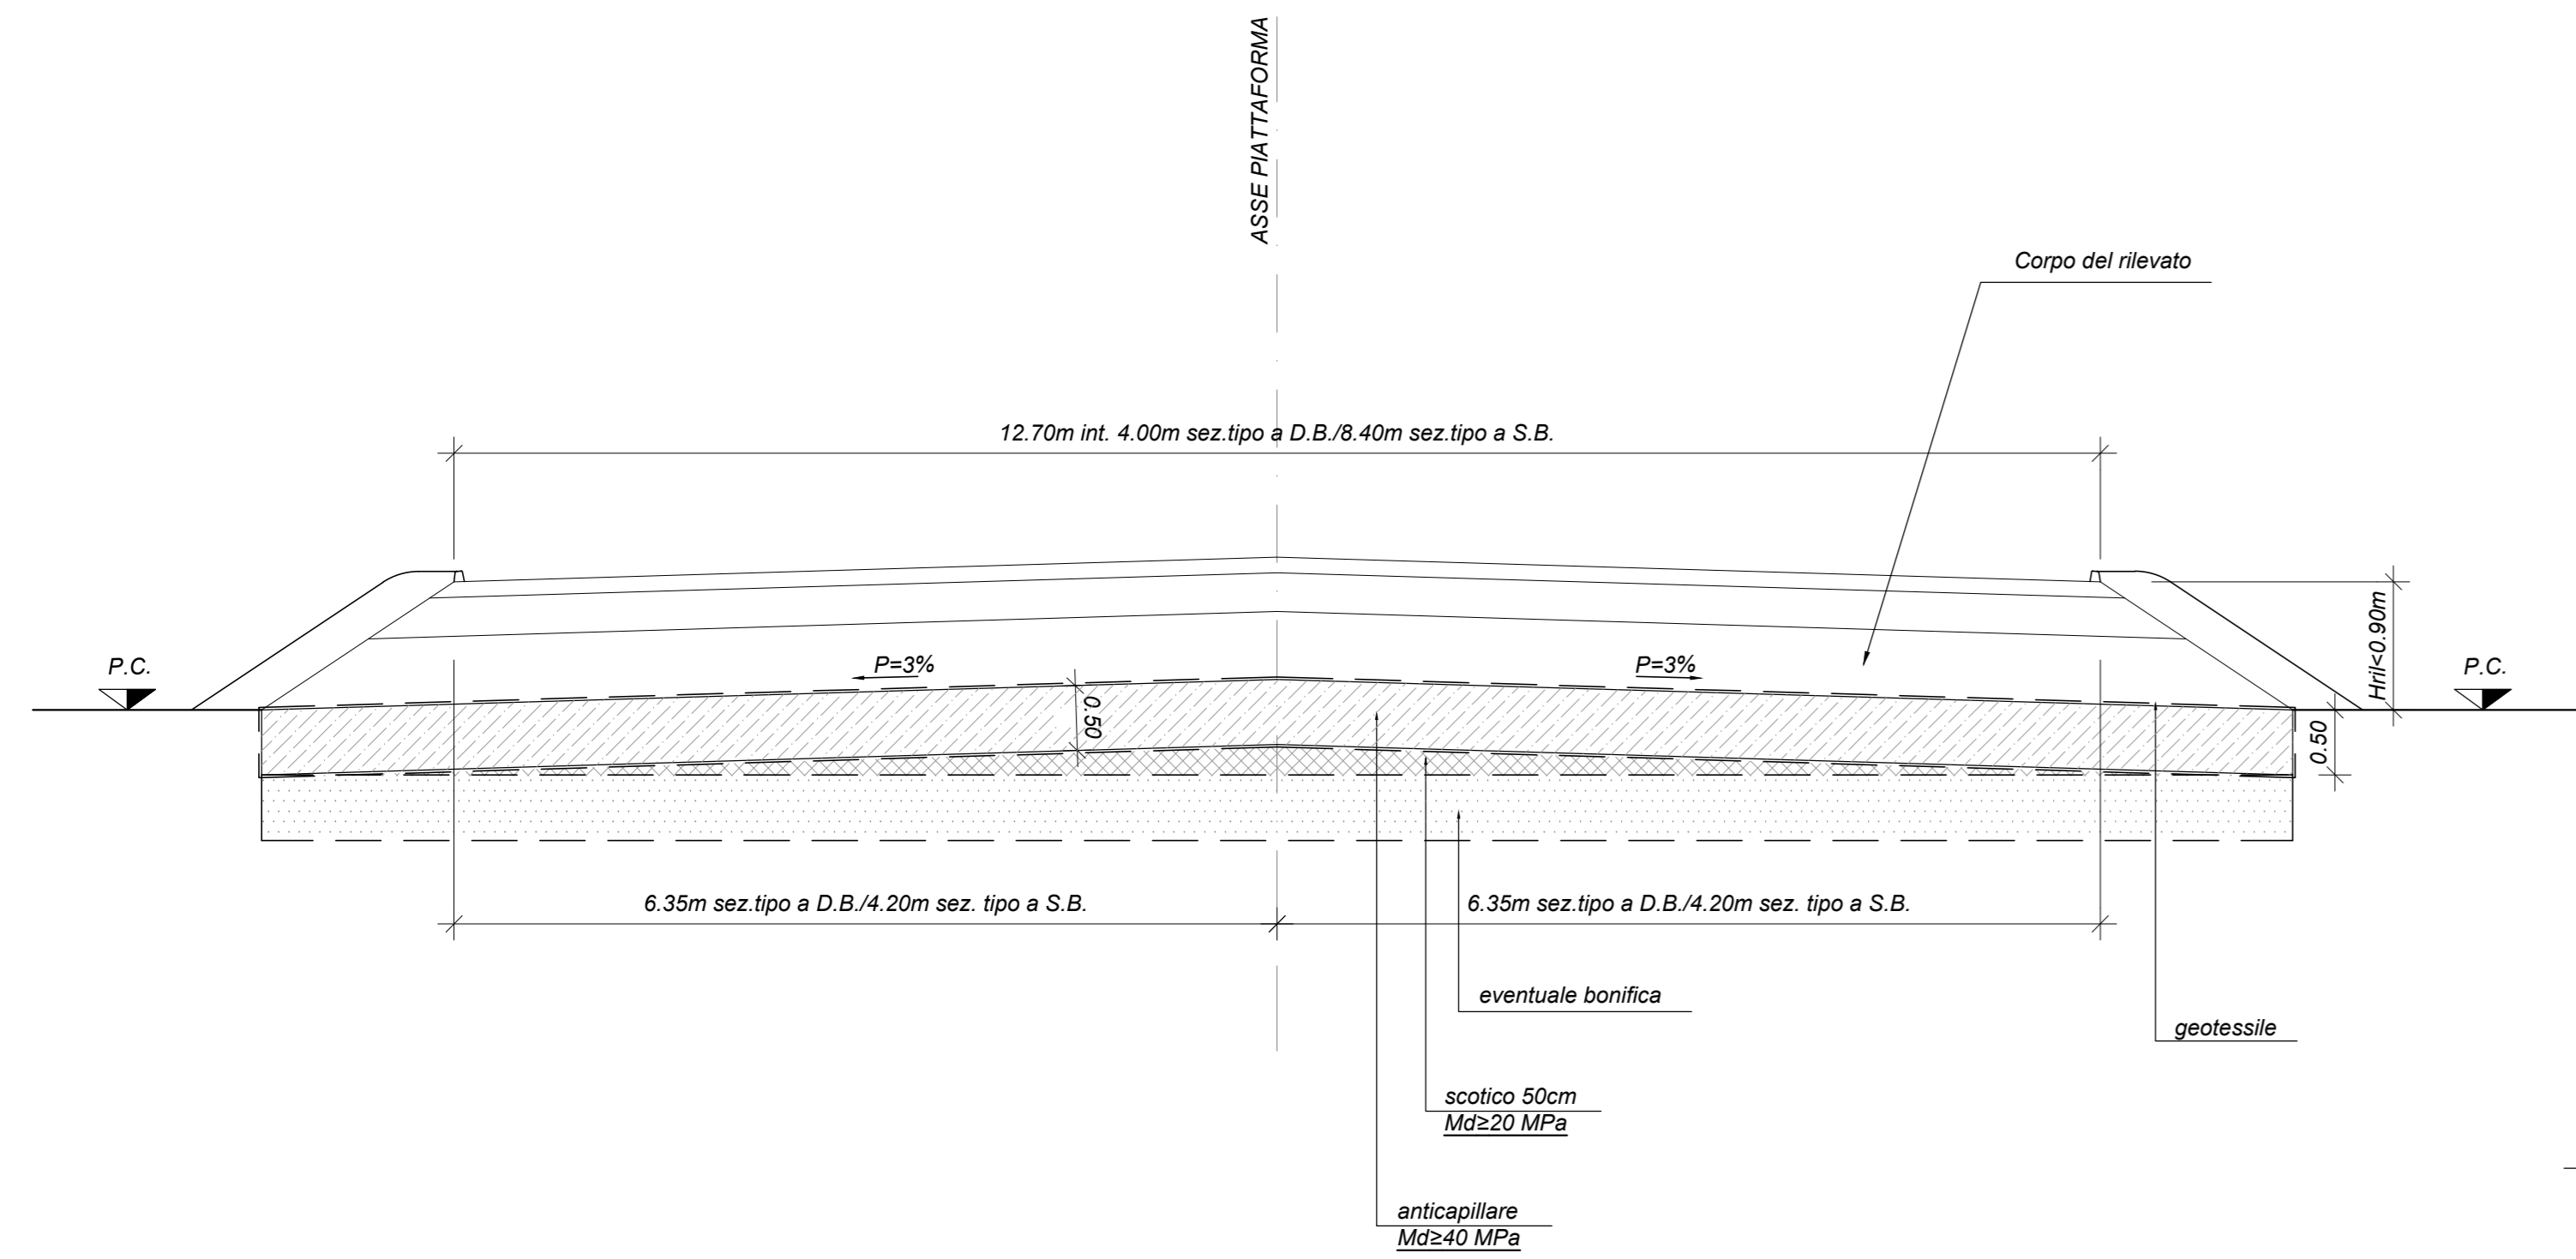 ASSE PIATTAFORMA
Corpo del rilevato
12.70m int. 4.00m sez.tipo a D.B./8.40m sez.tipo a S.B.
Hril<0.90m
P.C.
P=3%
P=3%
P.C.
0.50
0.50
6.35m sez.tipo a D.B./4.20m sez. tipo a S.B.
6.35m sez.tipo a D.B./4.20m sez. tipo a S.B.
eventuale bonifica
geotessile
scotico 50cm
Md≥20 MPa
anticapillare
Md≥40 MPa